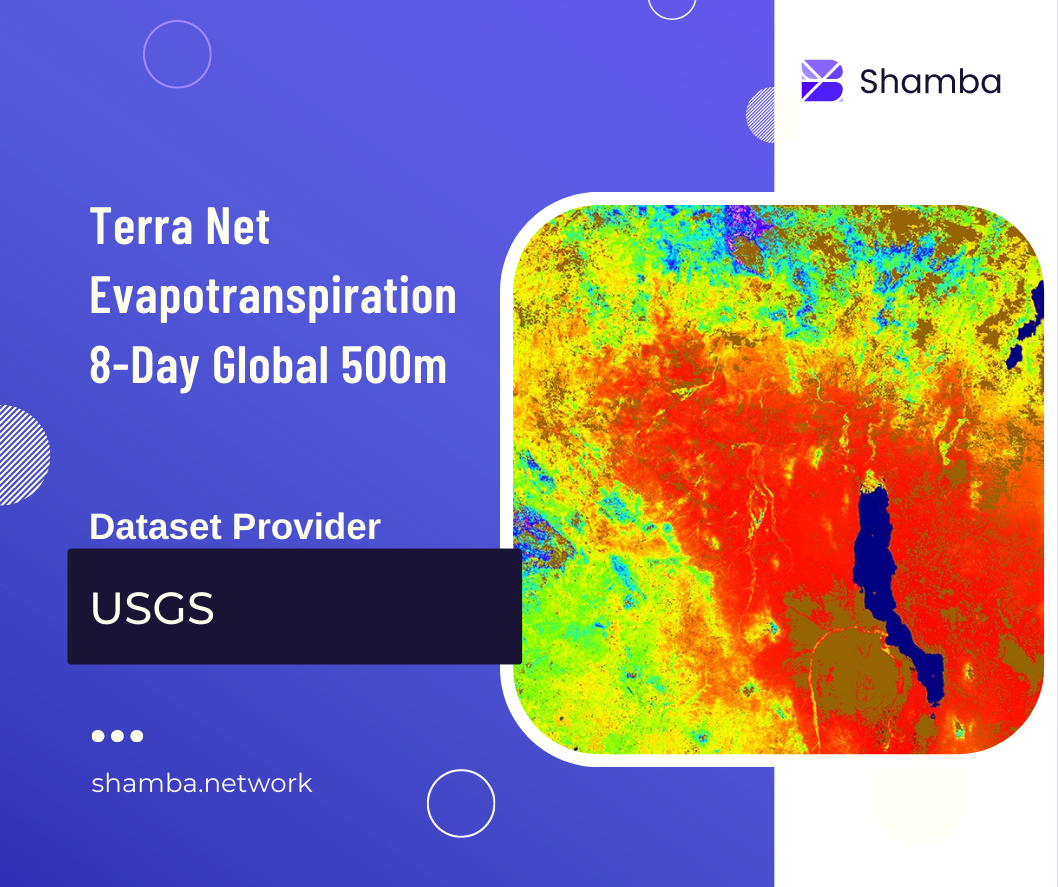 Shamba
Terra Net
Evapotranspiration
8-Day Global 500m
Dataset Provider
USGS
shamba.network